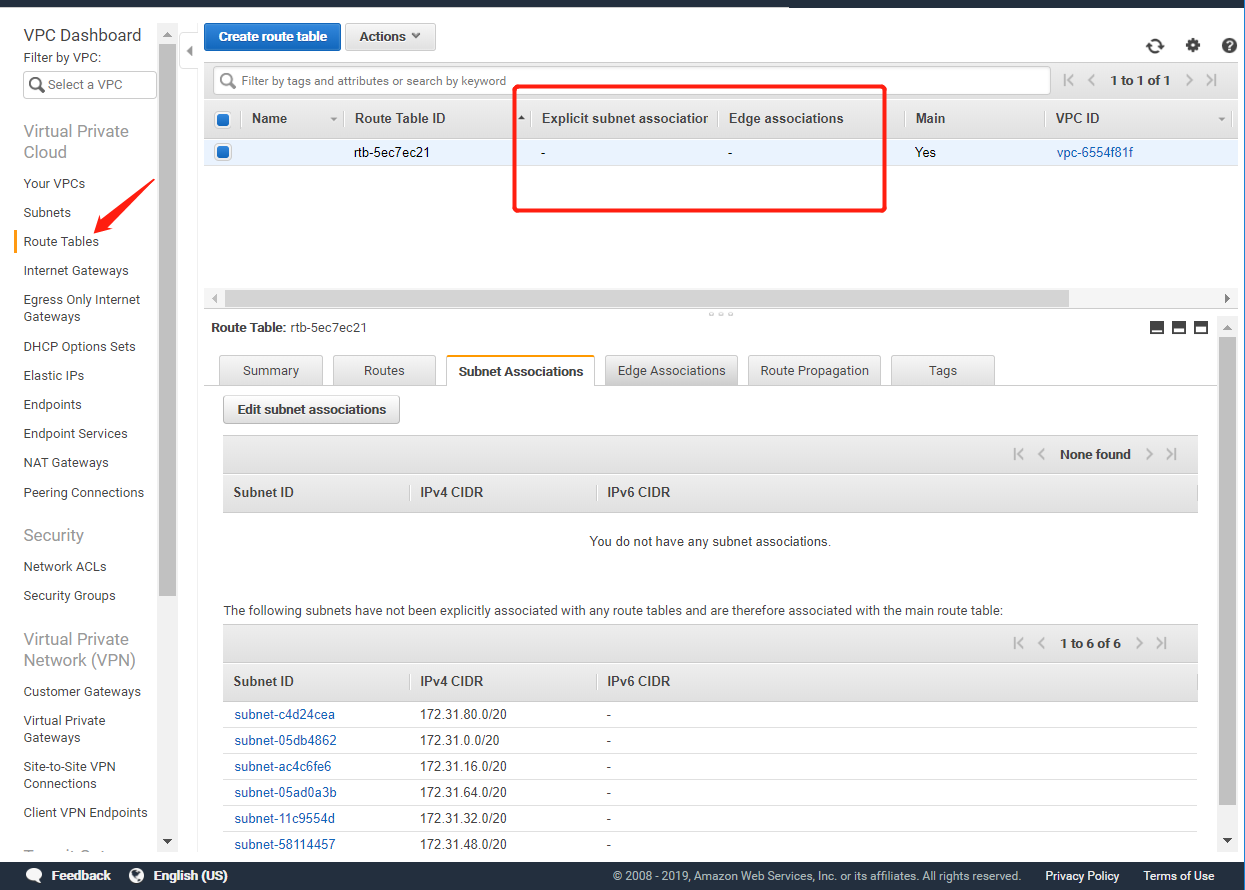 VPC Dashboard
Filter by VPC:
Select a VPC
Virtual Private
Cloud
Your VPCs
Subnets
Route Tables
Internet Gateways
Egress Only Internet
Gateways
DHCP Options Sets
Elastic IPs
Endpoints
Endpoint Services
NAT Gateways
Peering Connections
Security
Network ACLs
Security Groups
Virtual Private
Network (VPN)
Customer Gateways
Virtual Private
Gateways
Site-to-Site VPN
Connections
Client VPN Endpoints
Create route table Actions
Filter by tags and attributes or search by keyword 1 to 1 of 1
Name Route Table ID Explicit subnet association Edge associations Main VPC ID
rtb-5ec7ec21 - - Yes vpc-6554f81f
Route Table: rtb-5ec7ec21
Summary Routes Subnet Associations Edge Associations Route Propagation Tags
Edit subnet associations
None found
Subnet ID IPv4 CIDR IPv6 CIDR
You do not have any subnet associations.
The following subnets have not been explicitly associated with any route tables and are therefore associated with the main route table:
1 to 6 of 6
Subnet ID IPv4 CIDR IPv6 CIDR
subnet-c4d24cea 172.31.80.0/20 -
subnet-05db4862 172.31.0.0/20 -
subnet-ac4c6fe6 172.31.16.0/20 -
subnet-05ad0a3b 172.31.64.0/20 -
subnet-11c9554d 172.31.32.0/20 -
subnet-58114457 172.31.48.0/20 -
Feedback English (US) © 2008 - 2019, Amazon Web Services, Inc. or its affiliates. All rights reserved. Privacy Policy Terms of Use